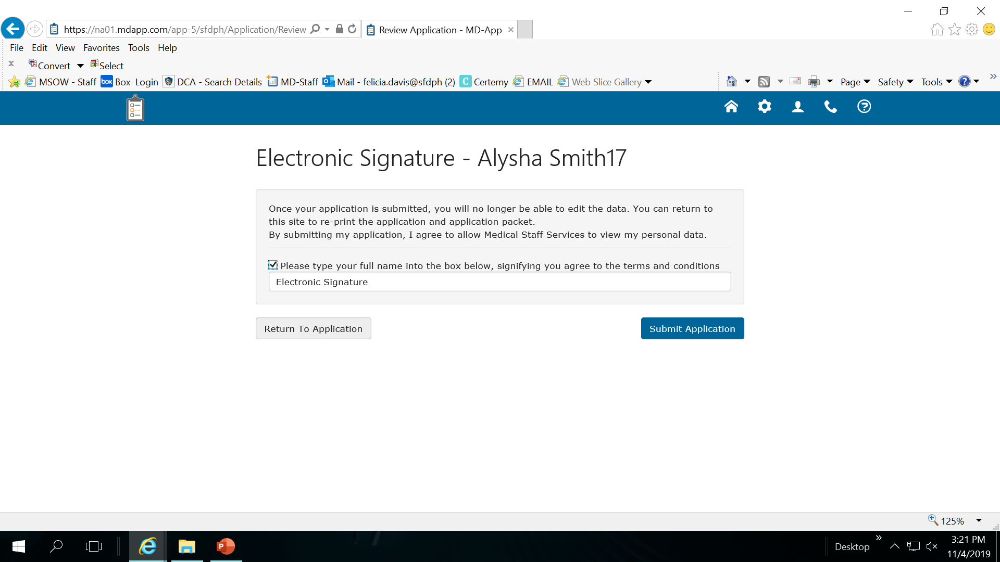 https://na01.mdapp.com/app-5/sfdph/Application/Review
Review Application - MD-App
File Edit View Favorites Tools Help
x Convert Select
MSOW - Staff box Box Login DCA - Search Details MD-Staff Mail - felicia.davis@sfdph (2) C Certemy EMAIL Web Slice Gallery Page Safety Tools
Electronic Signature - Alysha Smith17
Once your application is submitted, you will no longer be able to edit the data. You can return to
this site to re-print the application and application packet.
By submitting my application, I agree to allow Medical Staff Services to view my personal data.
Please type your full name into the box below, signifying you agree to the terms and conditions
Electronic Signature
Return To Application Submit Application
125%
Desktop
3:21 PM
11/4/2019